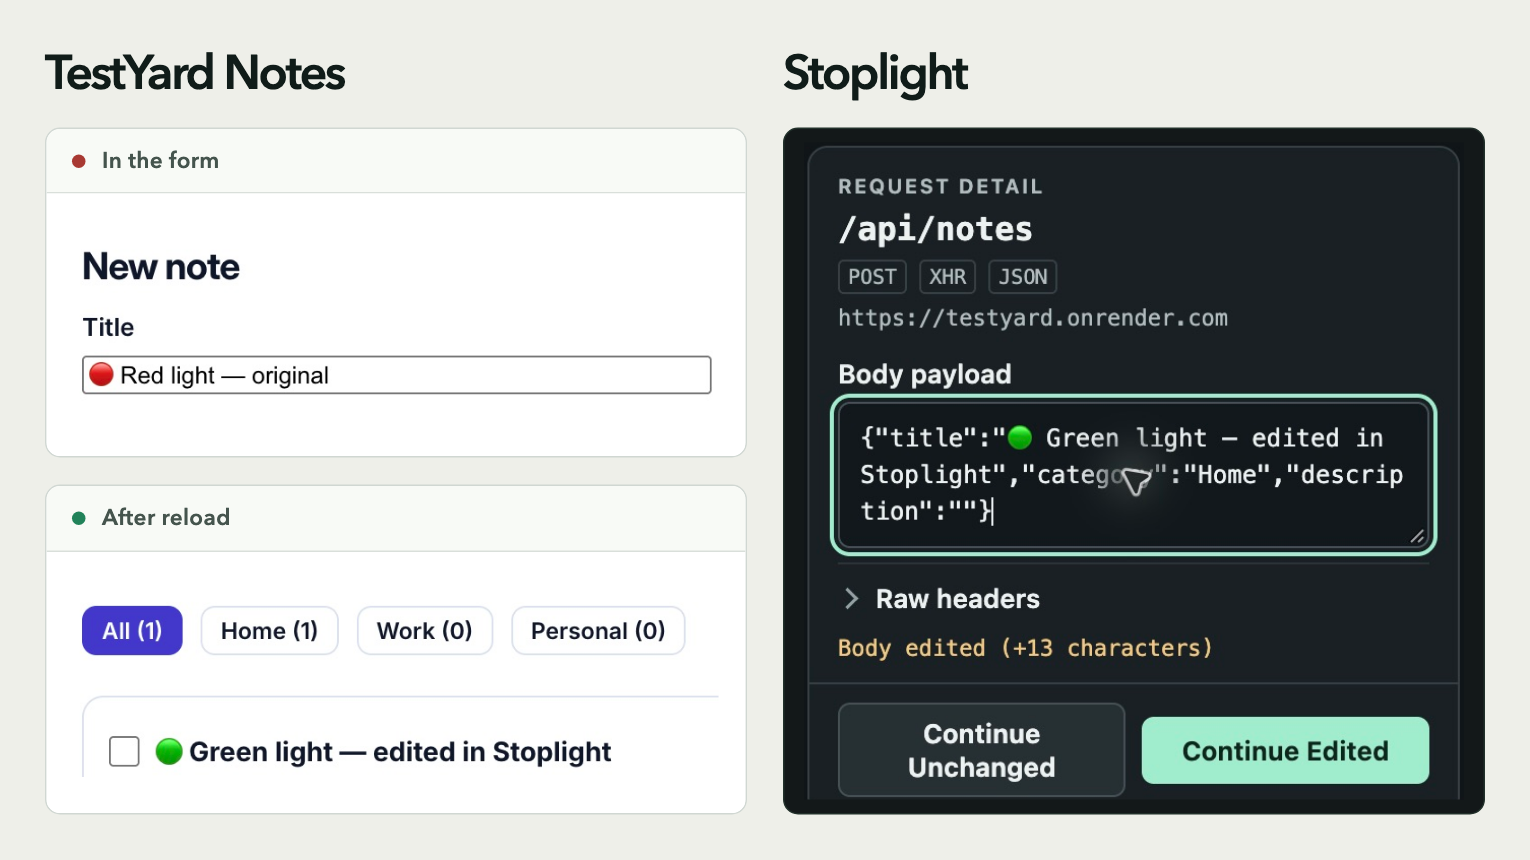 TestYard Notes
In the form
New note
Title
🔴 Red light — original
After reload
All (1)
Home (1)
Work (0)
Personal (0)
🟢 Green light — edited in Stoplight
Stoplight
REQUEST DETAIL
/api/notes
POST
XHR
JSON
https://testyard.onrender.com
Body payload
{"title":"🟢 Green light — edited in
Stoplight","category":"Home","descrip
tion":""}
Raw headers
Body edited (+13 characters)
Continue
Unchanged
Continue Edited